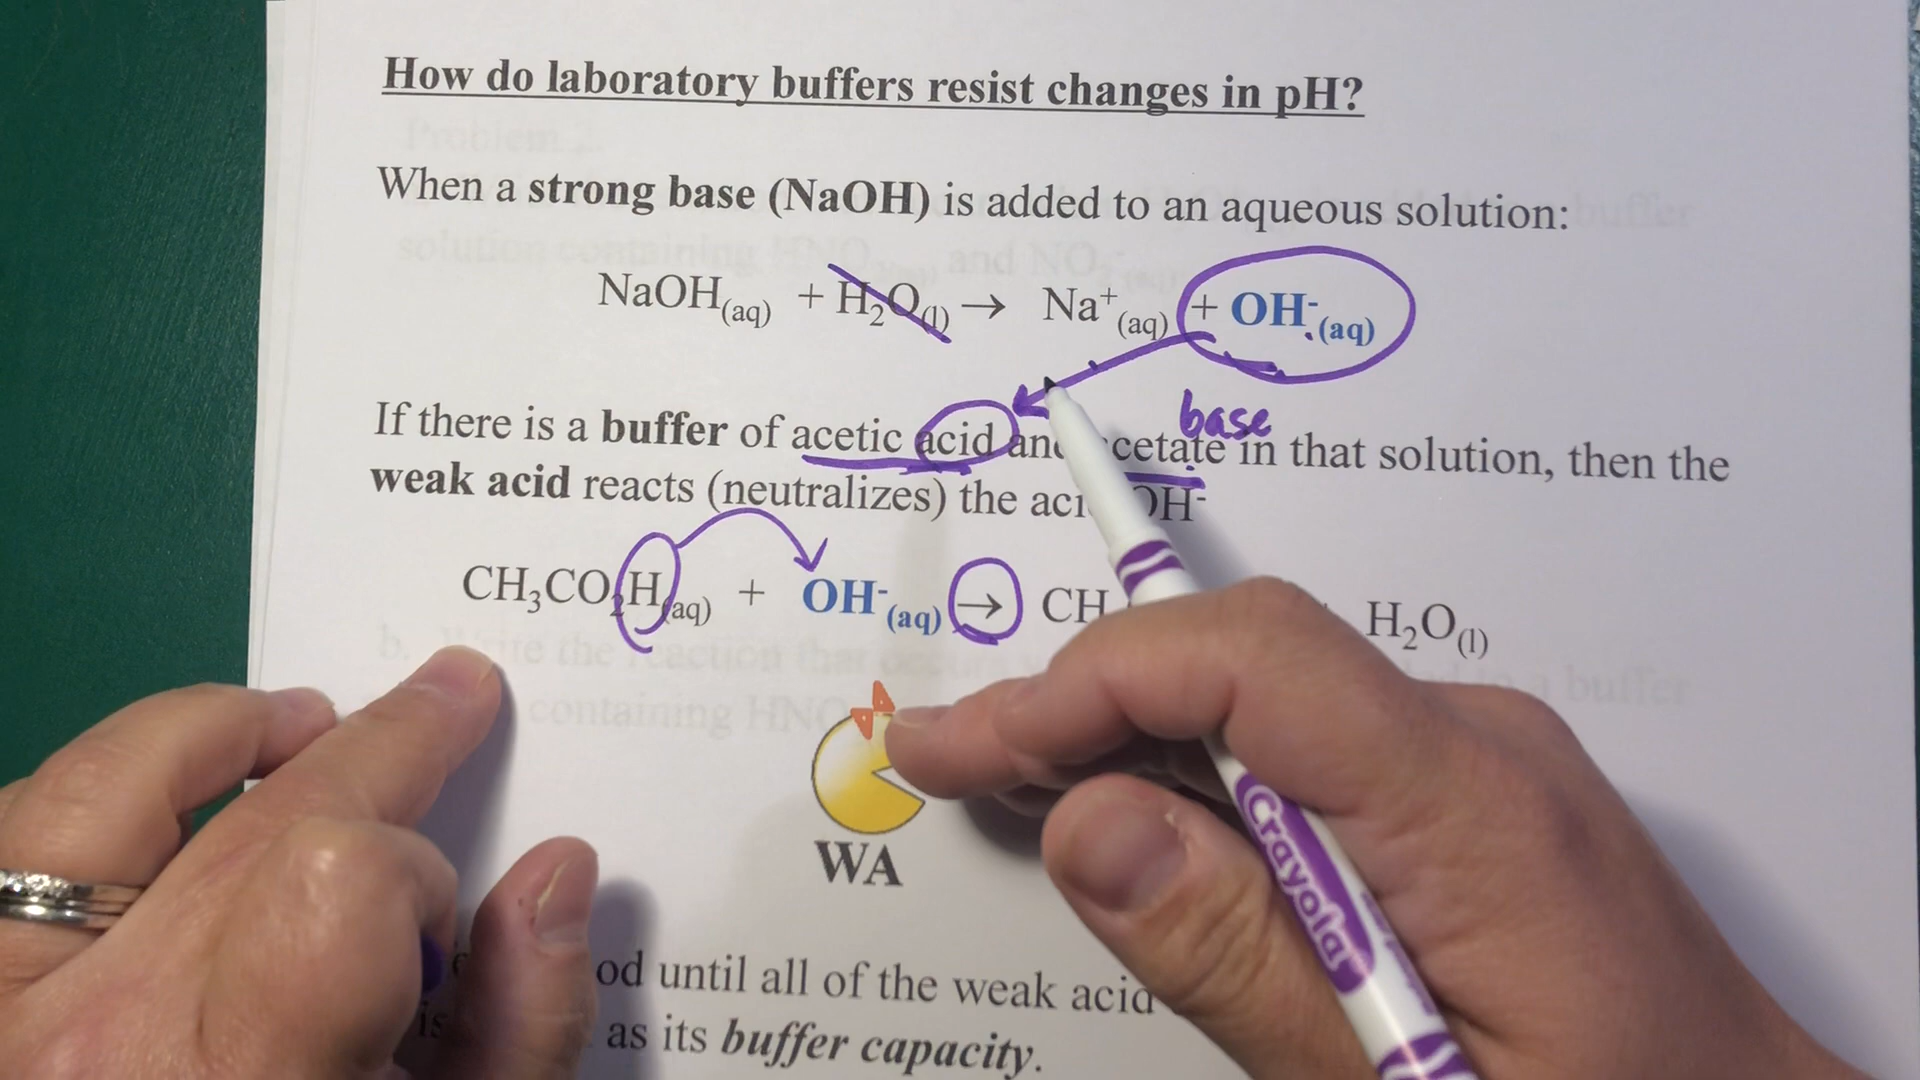 How do laboratory buffers resist changes in pH?
When a strong base (NaOH) is added to an aqueous solution:
NaOH(aq) + H₂O(l) → Na⁺(aq) + OH⁻(aq)
base
If there is a buffer of acetic acid and cetate in that solution, then the
weak acid reacts (neutralizes) the OH⁻
CH₃CO₂H(aq) + OH⁻(aq) → CH H₂O(l)
WA
until all of the weak acid
as its buffer capacity.
Crayola